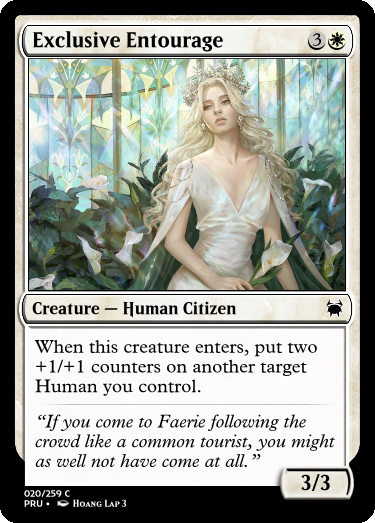 Exclusive Entourage 3
Creature — Human Citizen
When this creature enters, put two
+1/+1 counters on another target
Human you control.
“If you come to Faerie following the
crowd like a common tourist, you might
as well not have come at all.”
3/3
020/259 C
PRU • Hoang Lap 3